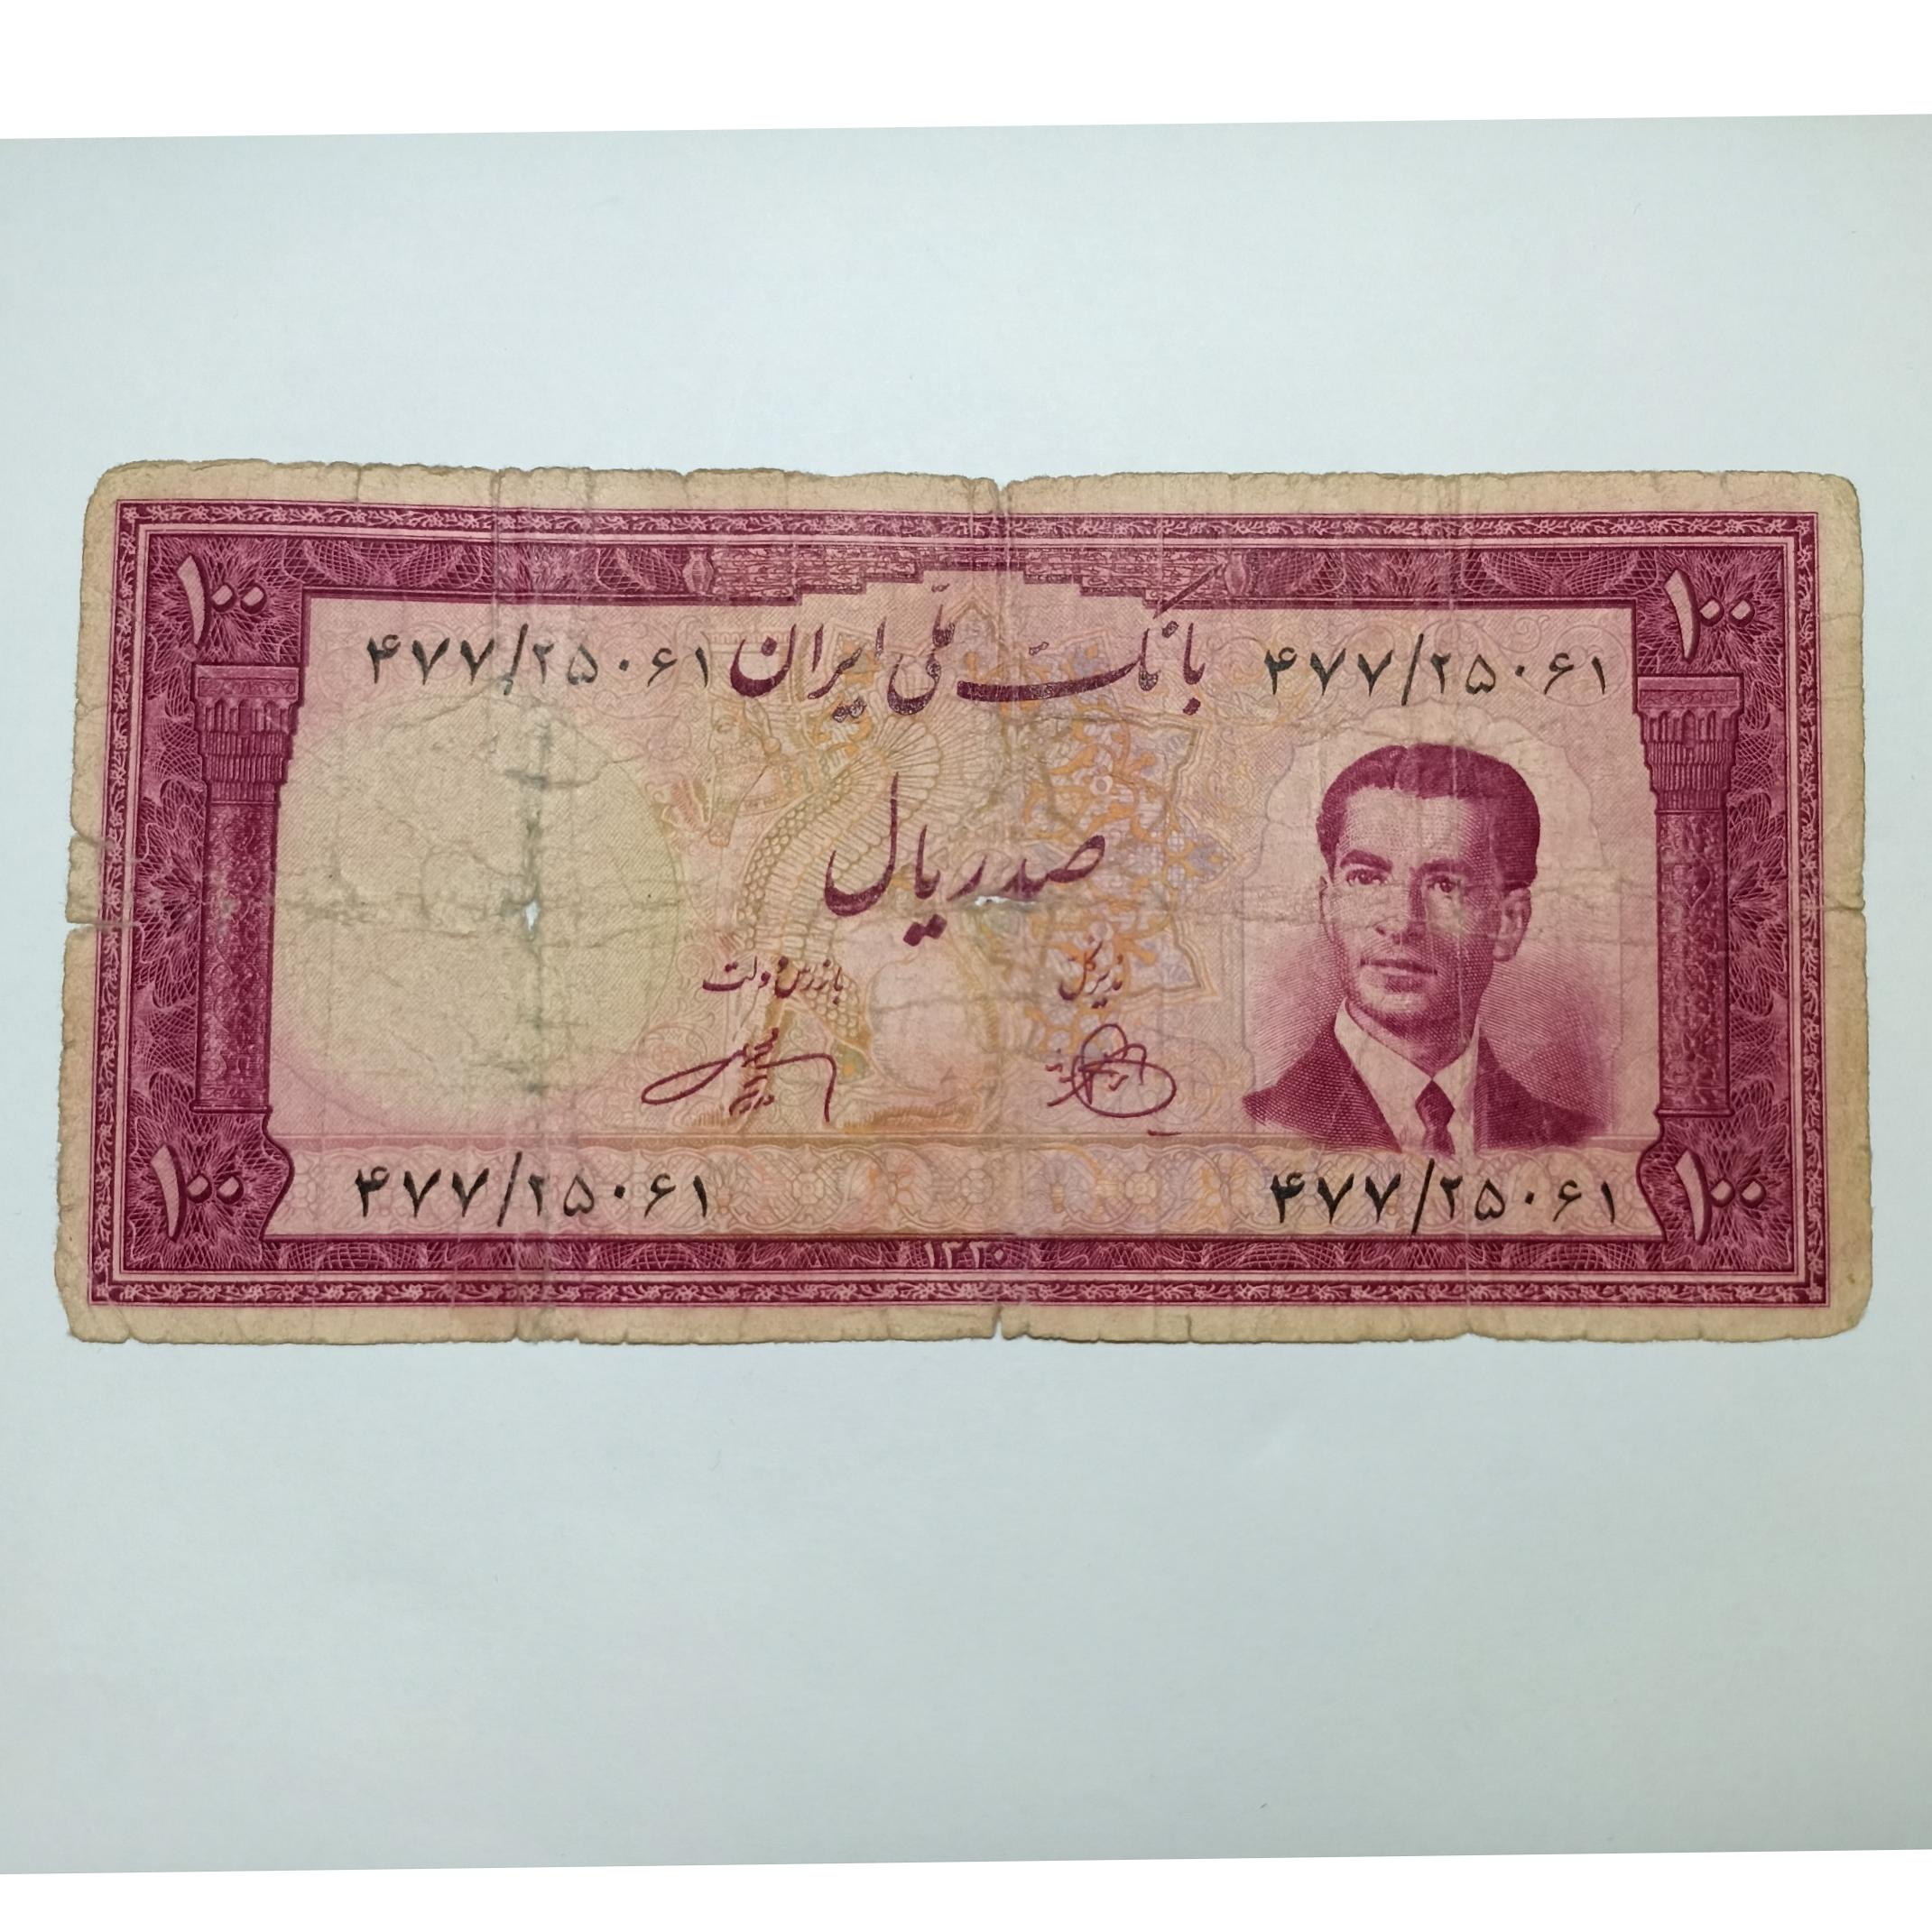 ۱۰۰ ۱۰۰
۴۷۷/۲۵۰۶۱ بانک ملی ایران ۴۷۷/۲۵۰۶۱
صد ریال
مدیر کل بازرس دولت
۱۰۰ ۴۷۷/۲۵۰۶۱ ۴۷۷/۲۵۰۶۱ ۱۰۰
۱۳۳۰